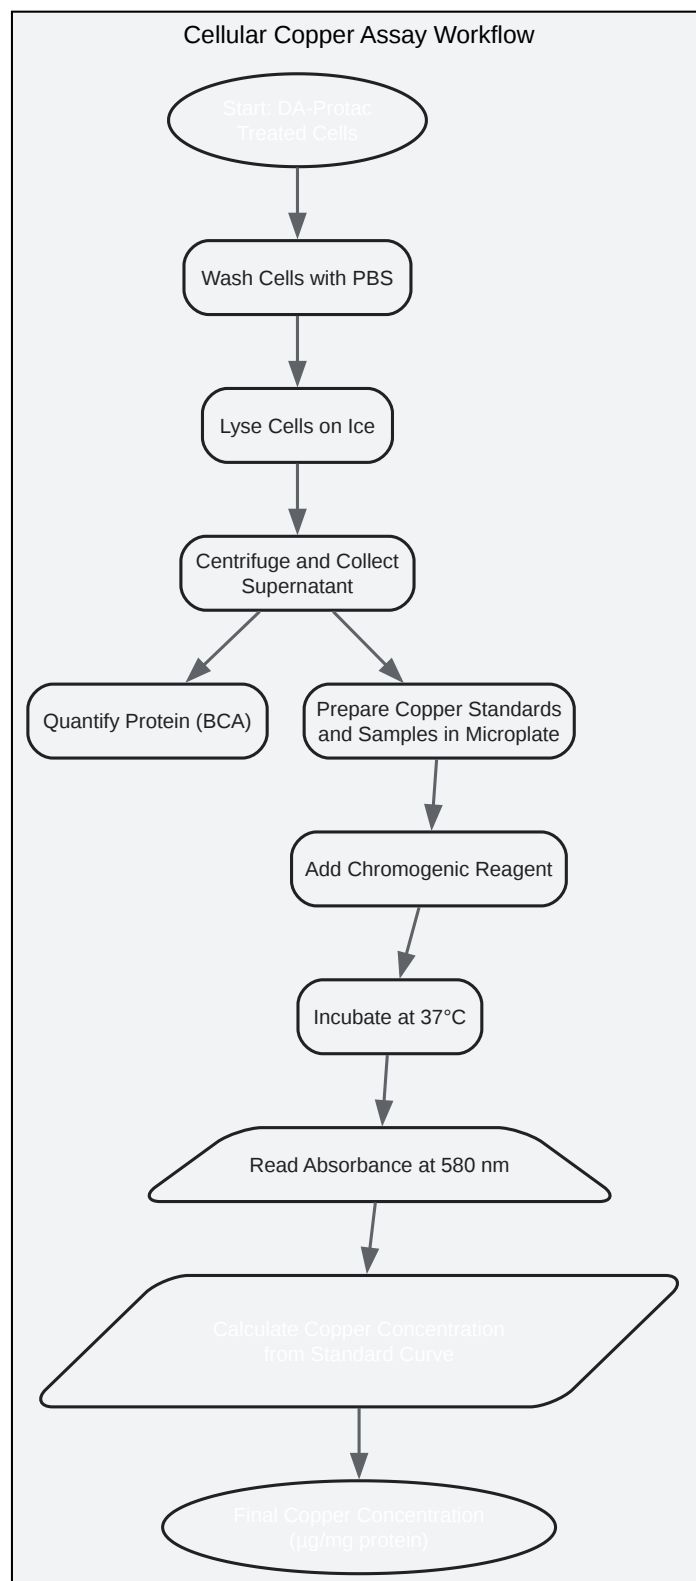 Cellular Copper Assay Workflow
Start: DA-Protac
Treated Cells
Wash Cells with PBS
Lyse Cells on Ice
Centrifuge and Collect
Supernatant
Quantify Protein (BCA)
Prepare Copper Standards
and Samples in Microplate
Add Chromogenic Reagent
Incubate at 37°C
Read Absorbance at 580 nm
Calculate Copper Concentration
from Standard Curve
Final Copper Concentration
(µg/mg protein)